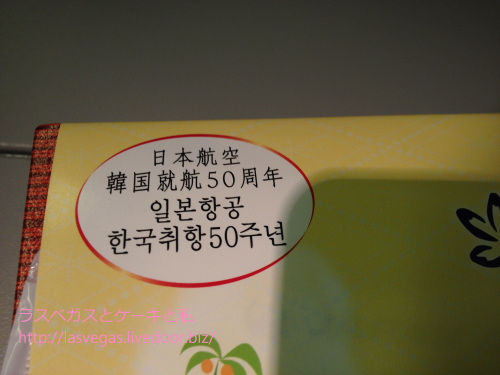 日本航空
韓国就航50周年
일본항공
한국취항50주년
ラスベガスとケーキと私
http://lasvegas.livedoor.biz/